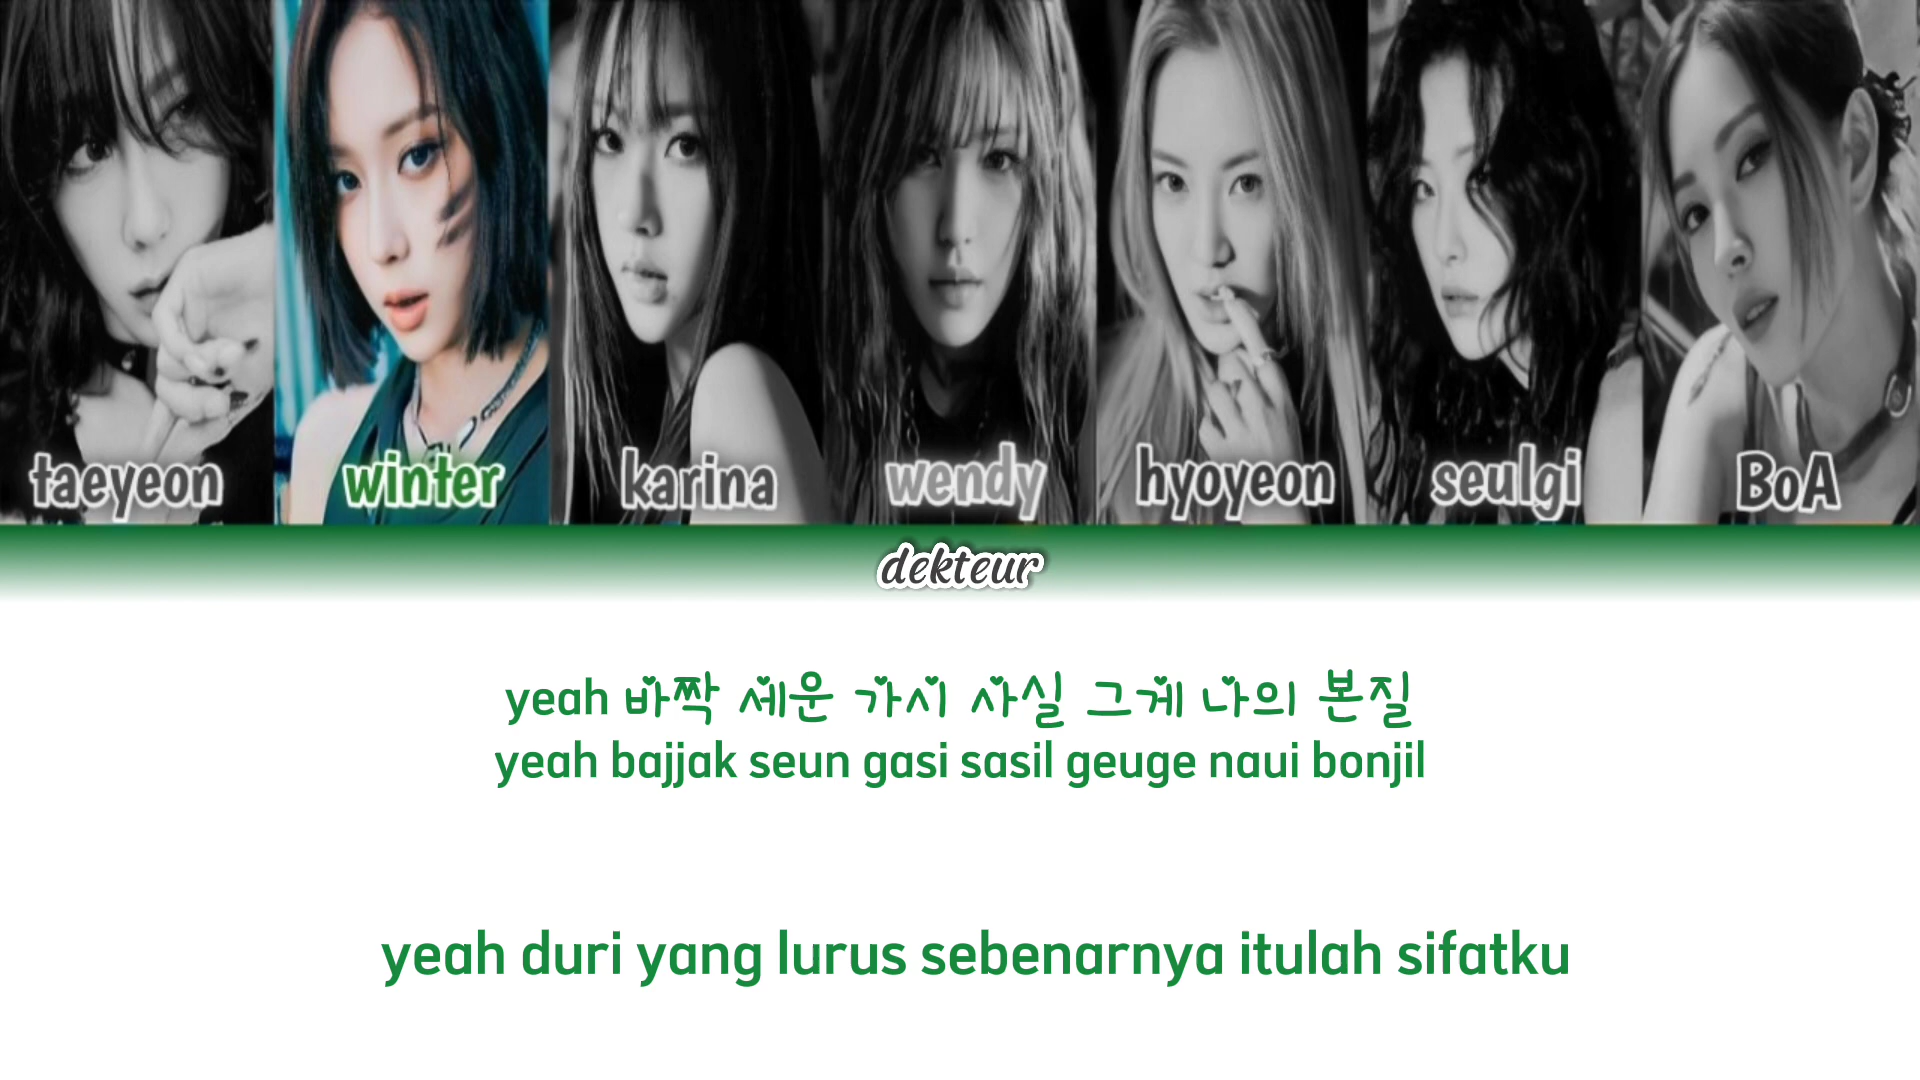 taeyeon winter karina wendy hyoyeon seulgi BoA
dekteur
yeah 바짝 세운 가시 사실 그게 나의 본질
yeah bajjak seun gasi sasil geuge naui bonjil
yeah duri yang lurus sebenarnya itulah sifatku